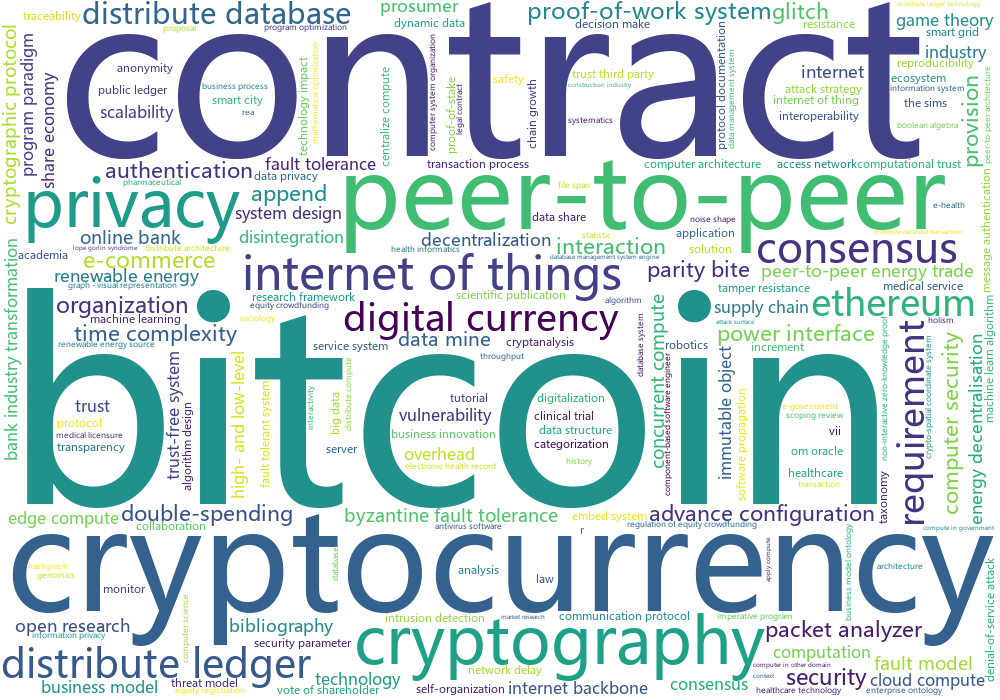 traceability
distribute database
prosumer
proof-of-work system
glitch
distribute ledger technology
proposal
program optimization
dynamic data
decision make
resistance
game theory
smart grid
contract
cryptographic protocol
program paradigm
share economy
anonymity
public ledger
scalability
business process
smart city
rea
technology impact
mathematical optimization
centralize compute
computer system organization
proof-of-stake
legal contract
safety
chain growth
trust third party
construction industry
systematics
protocol documentation
data management system
internet
attack strategy
internet of thing
interoperability
industry
reproducibility
ecosystem
information system
the sims
boolean algebra
provision
peer-to-peer architecture
authentication
fault tolerance
transaction process
computer architecture
access network
computational trust
pharmaceutical
data privacy
file span
privacy
append
peer-to-peer
system design
data share
noise shape
e-health
message authentication
online bank
disintegration
decentralization
statistic
interaction
application
solution
distribute database transaction
consensus
academia
lope gorlin syndrome
distribute architecture
health informatics
database management system engine
e-commerce
internet of things
parity bite
peer-to-peer energy trade
renewable energy
graph - visual representation
research framework
scientific publication
tamper resistance
medical service
bank industry transformation
organization
equity crowdfunding
algorithm
supply chain
ethereum
machine learning
sociology
digital currency
attack surface
holism
time complexity
data mine
cryptanalysis
robotics
power interface
renewable energy source
service system
throughput
increment
bitcoin
trust
protocol
medical licensure
transparency
trust-free system
algorithm design
high- and low-level
fault tolerant system
interactivity
big data
distribute compute
server
tutorial
vulnerability
business innovation
overhead
electronic health record
digitalization
clinical trial
data structure
categorization
history
database system
concurrent compute
component-based software engineer
immutable object
software propagation
e-government
scoping review
vii
om oracle
healthcare
transaction
non-interactive zero-knowledge proof
taxonomy
requirement
crypto-spatial coordinate system
computer security
energy decentralisation
machine learn algorithm
edge compute
double-spending
byzantine fault tolerance
embed system
advance configuration
collaboration
antivirus software
r
regulation of equity crowdfunding
compute in government
cryptocurrency
hashgraph
genomics
monitor
database
analysis
law
apply compute
business model ontology
architecture
denial-of-service attack
open research
information privacy
computer science
bibliography
security parameter
intrusion detection
market research
communication protocol
imperative program
cryptography
packet analyzer
computation
distribute ledger
network delay
computer in other domain
fault model
business model
threat model
equity registration
technology
vote of shareholder
self-organization
internet backbone
consensus
context
security
healthcare technology
cloud compute
enterprise ontology